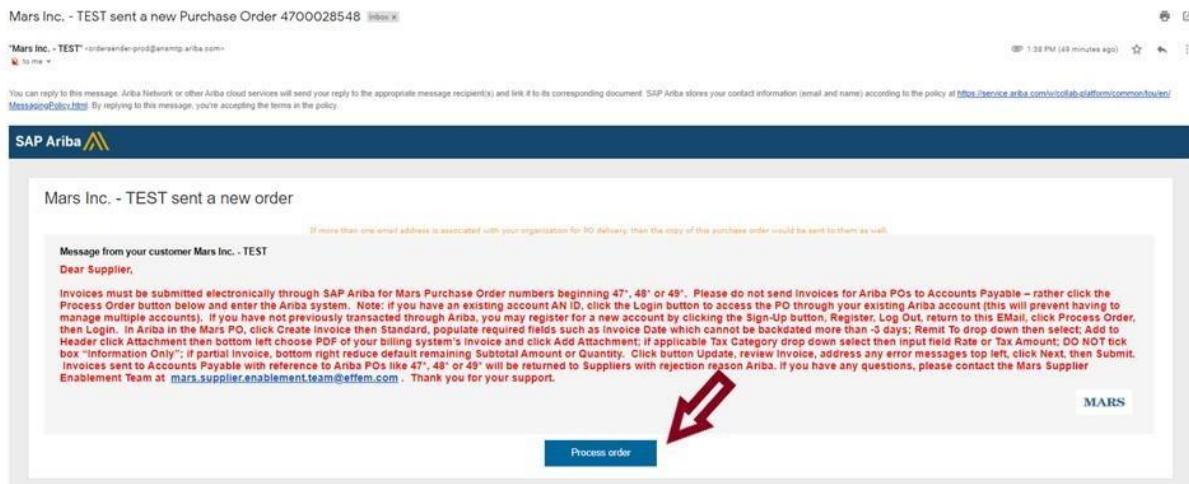 Mars Inc. - TEST sent a new Purchase Order 4700028548 Inbox x
"Mars Inc. - TEST" <ordersender-prod@ansmtp.ariba.com>
1:38 PM (49 minutes ago)
to me
You can reply to this message. Ariba Network or other Ariba cloud services will send your reply to the appropriate message recipient(s) and link it to its corresponding document. SAP Ariba stores your contact information (email and name) according to the policy at https://service.ariba.com/w/collab-platform/common/tou/en/
MessagingPolicy.html. By replying to this message, you're accepting the terms in the policy.
SAP Ariba
Mars Inc. - TEST sent a new order
If more than one email address is associated with your organization for PO delivery, then the copy of this purchase order would be sent to them as well.
Message from your customer Mars Inc. - TEST
Dear Supplier,
Invoices must be submitted electronically through SAP Ariba for Mars Purchase Order numbers beginning 47*, 48* or 49*. Please do not send Invoices for Ariba POs to Accounts Payable – rather click the
Process Order button below and enter the Ariba system. Note: if you have an existing account AN ID, click the Login button to access the PO through your existing Ariba account (this will prevent having to
manage multiple accounts). If you have not previously transacted through Ariba, you may register for a new account by clicking the Sign-Up button, Register, Log Out, return to this EMail, click Process Order,
then Login. In Ariba in the Mars PO, click Create Invoice then Standard, populate required fields such as Invoice Date which cannot be backdated more than -3 days; Remit To drop down then select; Add to
Header click Attachment then bottom left choose PDF of your billing system's Invoice and click Add Attachment; if applicable Tax Category drop down select then input field Rate or Tax Amount; DO NOT tick
box "Information Only"; if partial Invoice, bottom right reduce default remaining Subtotal Amount or Quantity. Click button Update, review Invoice, address any error messages top left, click Next, then Submit.
Invoices sent to Accounts Payable with reference to Ariba POs like 47*, 48* or 49* will be returned to Suppliers with rejection reason Ariba. If you have any questions, please contact the Mars Supplier
Enablement Team at mars.supplier.enablement.team@effem.com . Thank you for your support.
MARS
Process order